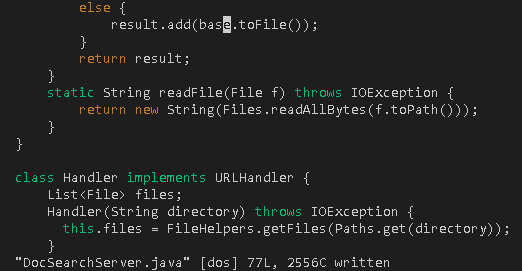 else {
result.add(base.toFile());
}
return result;
}
static String readFile(File f) throws IOException {
return new String(Files.readAllBytes(f.toPath()));
}
}
class Handler implements URLHandler {
List<File> files;
Handler(String directory) throws IOException {
this.files = FileHelpers.getFiles(Paths.get(directory));
}
"DocSearchServer.java" [dos] 77L, 2556C written